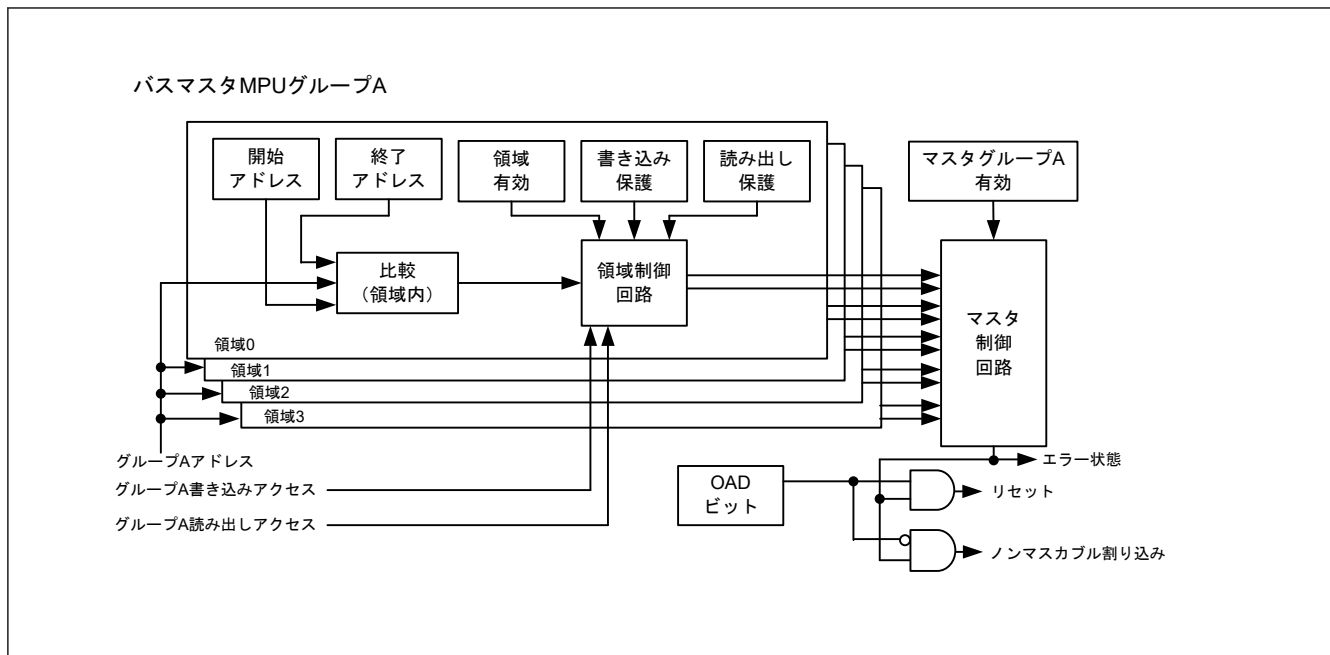 バスマスタMPUグループA
開始
アドレス
終了
アドレス
領域
有効
書き込み
保護
読み出し
保護
マスタグループA
有効
比較
（領域内）
領域制御
回路
マスタ
制御
回路
領域0
領域1
領域2
領域3
グループAアドレス
グループA書き込みアクセス
グループA読み出しアクセス
OAD
ビット
エラー状態
リセット
ノンマスカブル割り込み